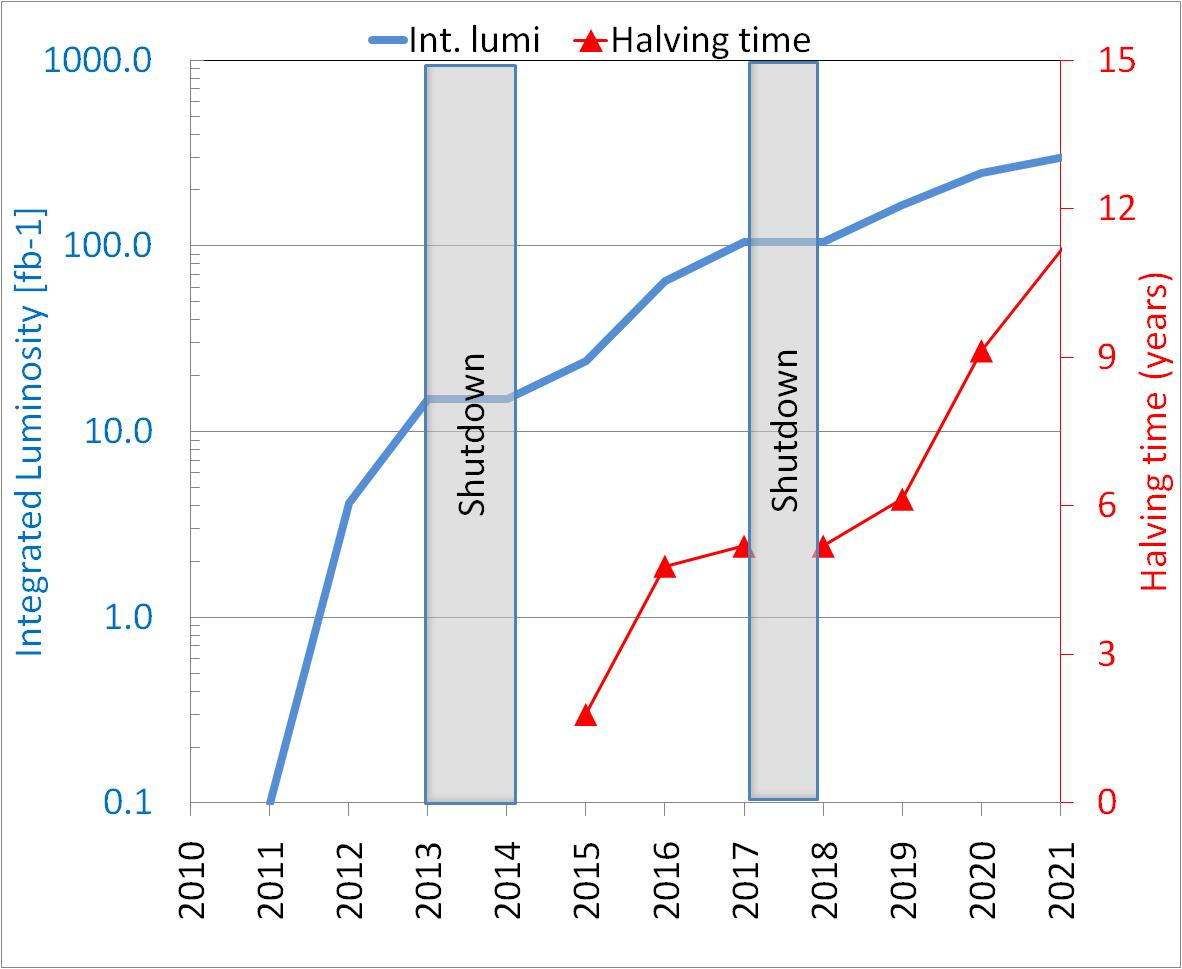 Int. lumi Halving time
Integrated Luminosity [fb-1]
1000.0
100.0
10.0
1.0
0.1
Shutdown
Shutdown
15
12
9
6
3
0
Halving time (years)
2010 2011 2012 2013 2014 2015 2016 2017 2018 2019 2020 2021